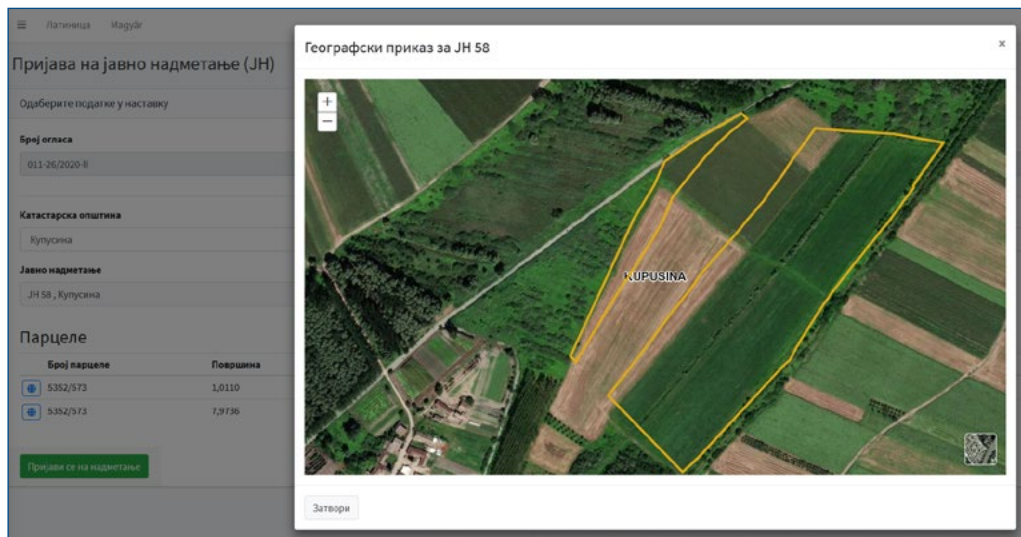 Латиница Magyár
Пријава на јавно надметање (ЈН)
Одаберите податке у наставку
Број огласа
011-26/2020-II
Катастарска општина
Купусина
Јавно надметање
ЈН 58 , Купусина
Парцеле
Број парцеле Површина
5352/573 1,0110
5352/573 7,9736
Пријави се на надметање
Географски приказ за ЈН 58
x
+
−
KUPUSINA
Затвори